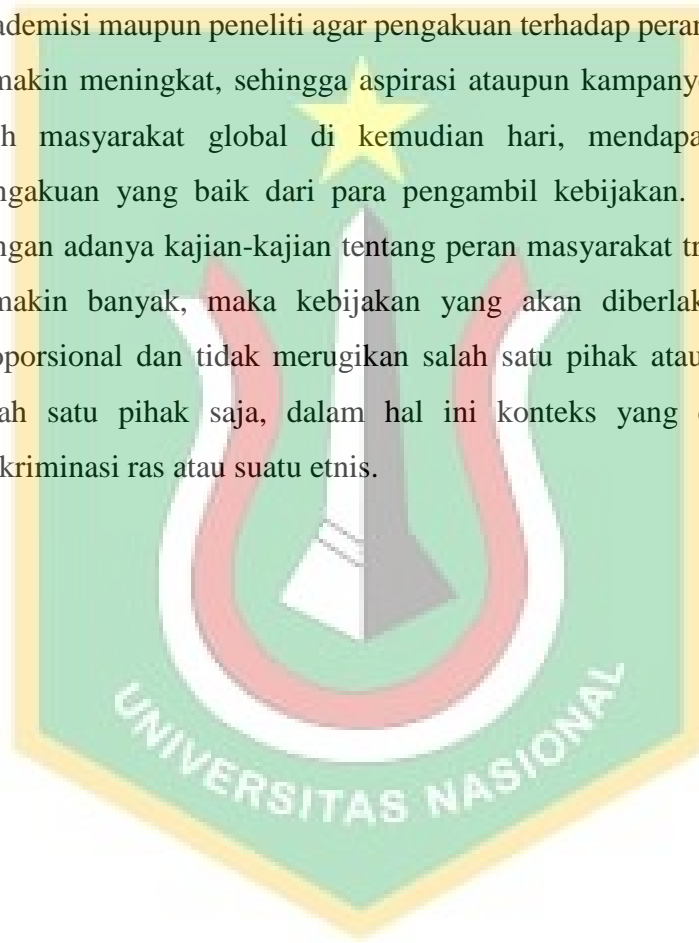 ademisi maupun peneliti agar pengakuan terhadap peran
makin meningkat, sehingga aspirasi ataupun kampanye
h masyarakat global di kemudian hari, mendapa
ngakuan yang baik dari para pengambil kebijakan.
ngan adanya kajian-kajian tentang peran masyarakat tr
makin banyak, maka kebijakan yang akan diberlak
oporsional dan tidak merugikan salah satu pihak atau
ah satu pihak saja, dalam hal ini konteks yang
kriminasi ras atau suatu etnis.
UNIVERSITAS NASIONAL